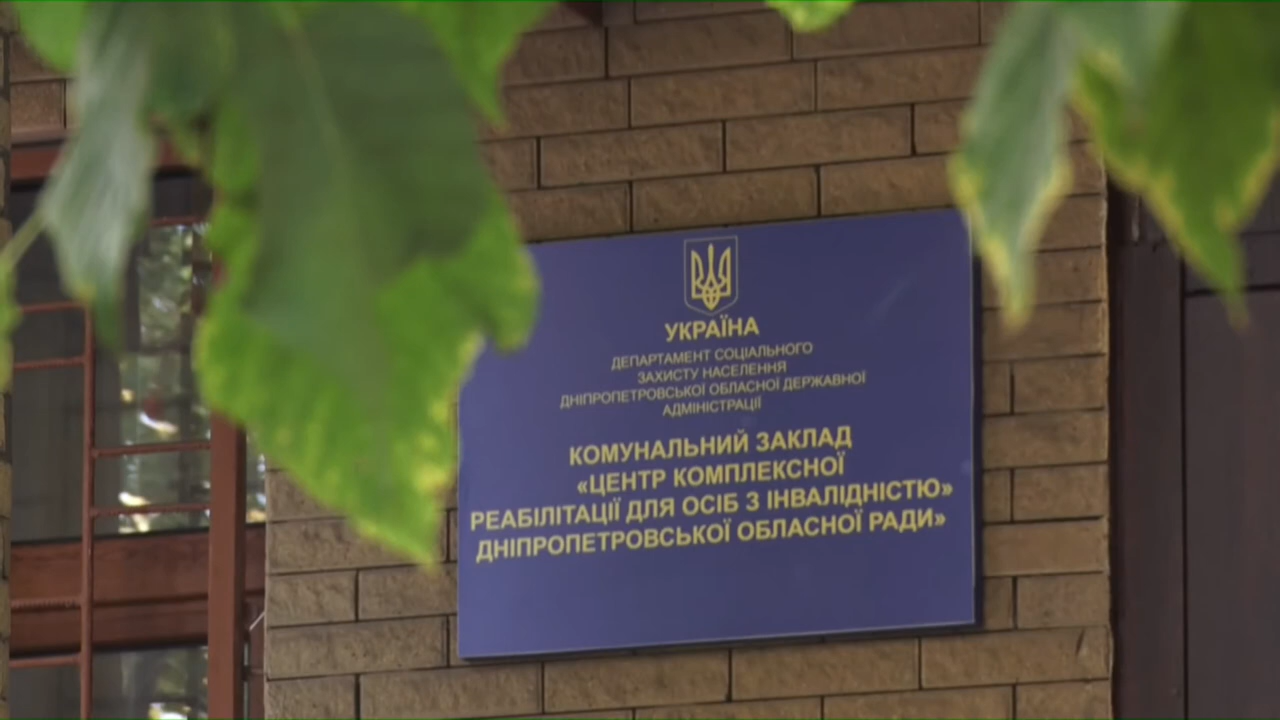 УКРАЇНА
ДЕПАРТАМЕНТ СОЦІАЛЬНОГО
ЗАХИСТУ НАСЕЛЕННЯ
ДНІПРОПЕТРОВСЬКОЇ ОБЛАСНОЇ ДЕРЖАВНОЇ
АДМІНІСТРАЦІЇ
КОМУНАЛЬНИЙ ЗАКЛАД
«ЦЕНТР КОМПЛЕКСНОЇ
РЕАБІЛІТАЦІЇ ДЛЯ ОСІБ З ІНВАЛІДНІСТЮ»
ДНІПРОПЕТРОВСЬКОЇ ОБЛАСНОЇ РАДИ»